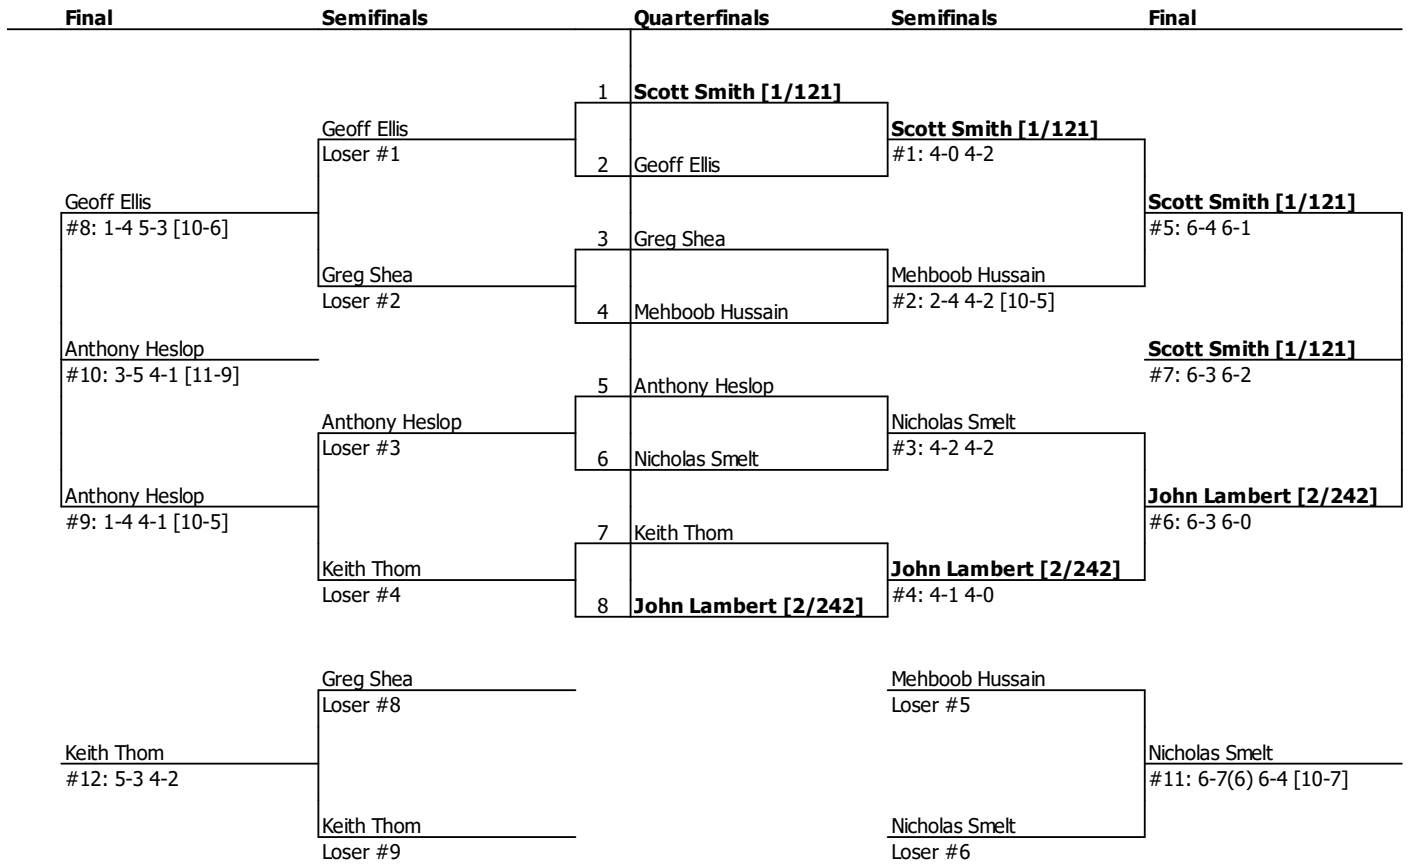 Final Semifinals Quarterfinals Semifinals Final
1 Scott Smith [1/121]
Geoff Ellis Scott Smith [1/121]
Loser #1 #1: 4-0 4-2
2 Geoff Ellis
Geoff Ellis Scott Smith [1/121]
#8: 1-4 5-3 [10-6] #5: 6-4 6-1
3 Greg Shea
Greg Shea Mehboob Hussain
Loser #2 #2: 2-4 4-2 [10-5]
4 Mehboob Hussain
Anthony Heslop Scott Smith [1/121]
#10: 3-5 4-1 [11-9] #7: 6-3 6-2
5 Anthony Heslop
Anthony Heslop Nicholas Smelt
Loser #3 #3: 4-2 4-2
6 Nicholas Smelt
Anthony Heslop John Lambert [2/242]
#9: 1-4 4-1 [10-5] #6: 6-3 6-0
7 Keith Thom
Keith Thom John Lambert [2/242]
Loser #4 #4: 4-1 4-0
8 John Lambert [2/242]
Greg Shea Mehboob Hussain
Loser #8 Loser #5
Keith Thom Nicholas Smelt
#12: 5-3 4-2 #11: 6-7(6) 6-4 [10-7]
Keith Thom Nicholas Smelt
Loser #9 Loser #6